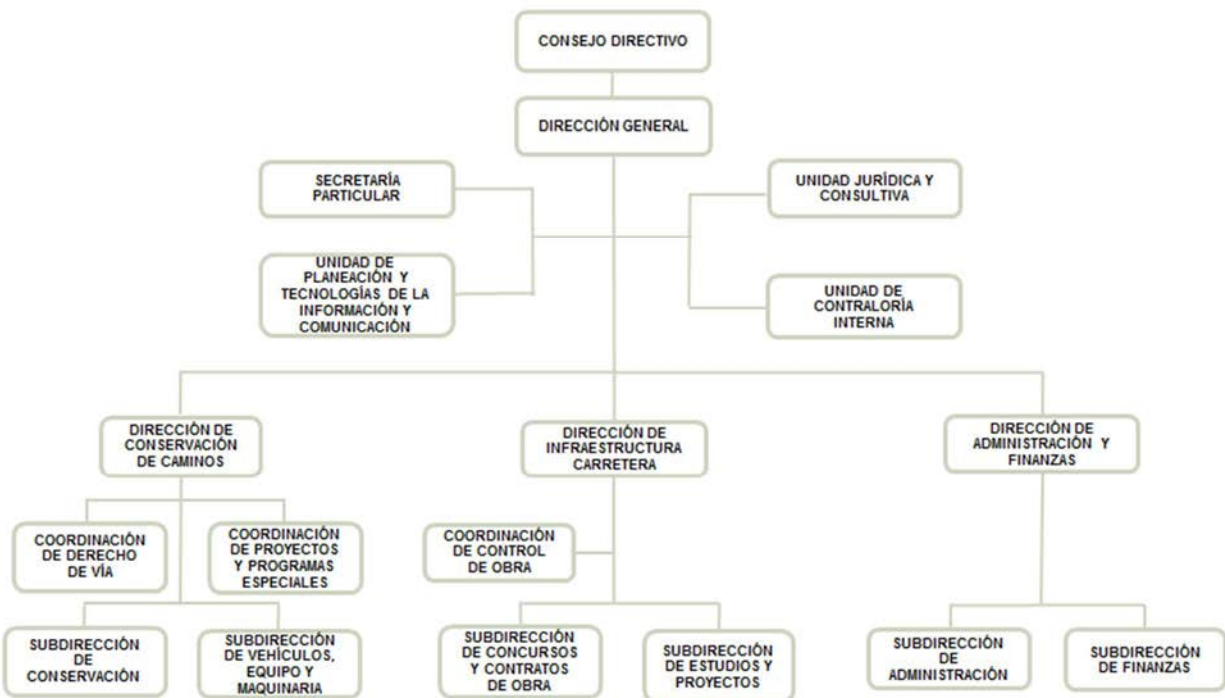 CONSEJO DIRECTIVO
DIRECCIÓN GENERAL
SECRETARÍA
PARTICULAR
UNIDAD JURÍDICA Y
CONSULTIVA
UNIDAD DE
PLANEACIÓN Y
TECNOLOGÍAS DE LA
INFORMACIÓN Y
COMUNICACIÓN
UNIDAD DE
CONTRALORÍA
INTERNA
DIRECCIÓN DE
CONSERVACIÓN
DE CAMINOS
DIRECCIÓN DE
INFRAESTRUCTURA
CARRETERA
DIRECCIÓN DE
ADMINISTRACIÓN Y
FINANZAS
COORDINACIÓN
DE DERECHO
DE VÍA
COORDINACIÓN
DE PROYECTOS
Y PROGRAMAS
ESPECIALES
COORDINACIÓN
DE CONTROL
DE OBRA
SUBDIRECCIÓN
DE
CONSERVACIÓN
SUBDIRECCIÓN
DE VEHÍCULOS,
EQUIPO Y
MAQUINARIA
SUBDIRECCIÓN
DE CONCURSOS
Y CONTRATOS
DE OBRA
SUBDIRECCIÓN
DE ESTUDIOS Y
PROYECTOS
SUBDIRECCIÓN
DE
ADMINISTRACIÓN
SUBDIRECCIÓN
DE FINANZAS